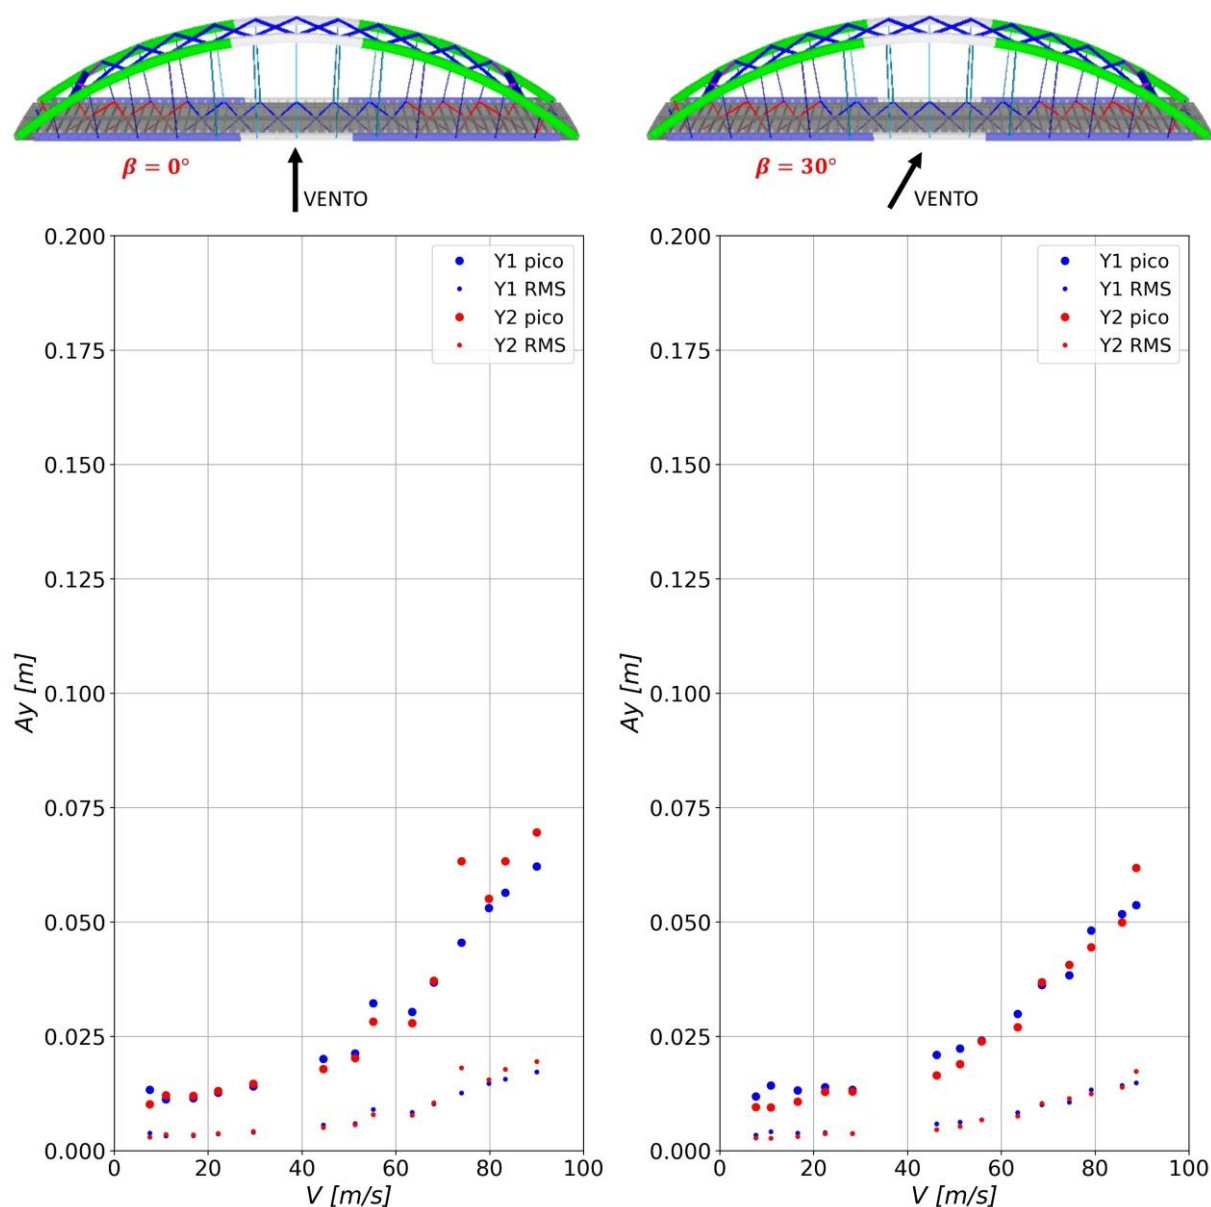 β = 0°
VENTO
β = 30°
VENTO
0.200
0.175
0.150
0.125
0.100
0.075
0.050
0.025
0.000
Ay [m]
Y1 pico
Y1 RMS
Y2 pico
Y2 RMS
0
20
40
60
80
100
V [m/s]
0.200
0.175
0.150
0.125
0.100
0.075
0.050
0.025
0.000
Ay [m]
Y1 pico
Y1 RMS
Y2 pico
Y2 RMS
0
20
40
60
80
100
V [m/s]